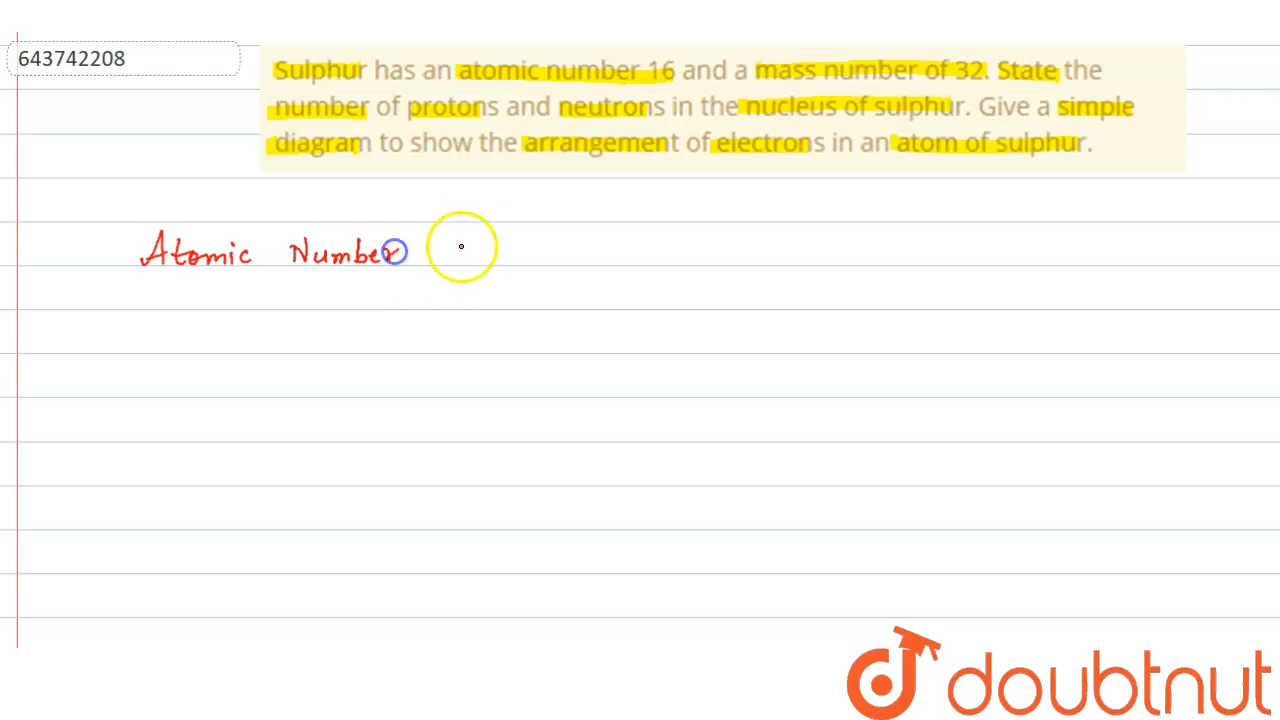 643742208
Sulphur has an atomic number 16 and a mass number of 32. State the
number of protons and neutrons in the nucleus of sulphur. Give a simple
diagram to show the arrangement of electrons in an atom of sulphur.
Atomic Number
doubtnut